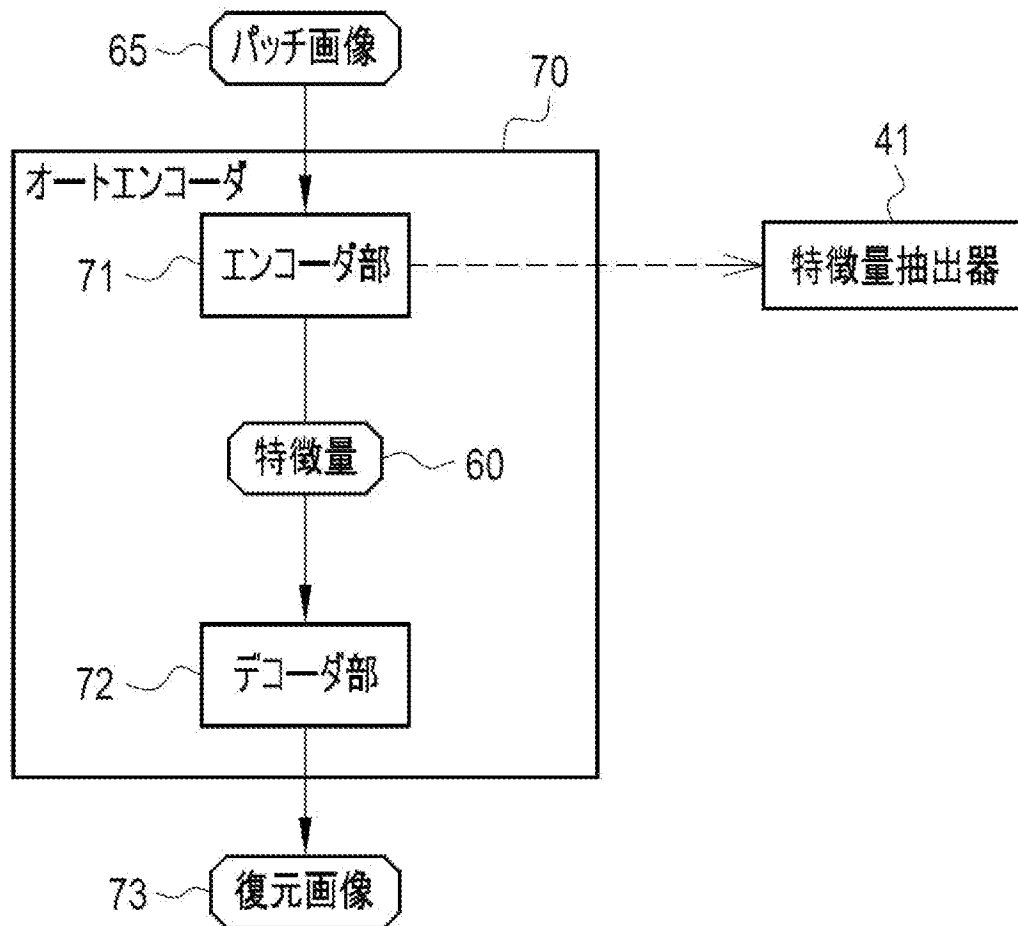 65
パッチ画像
70
オートエンコーダ
41
71
エンコーダ部
特徴量抽出器
特徴量
60
72
デコーダ部
73
復元画像